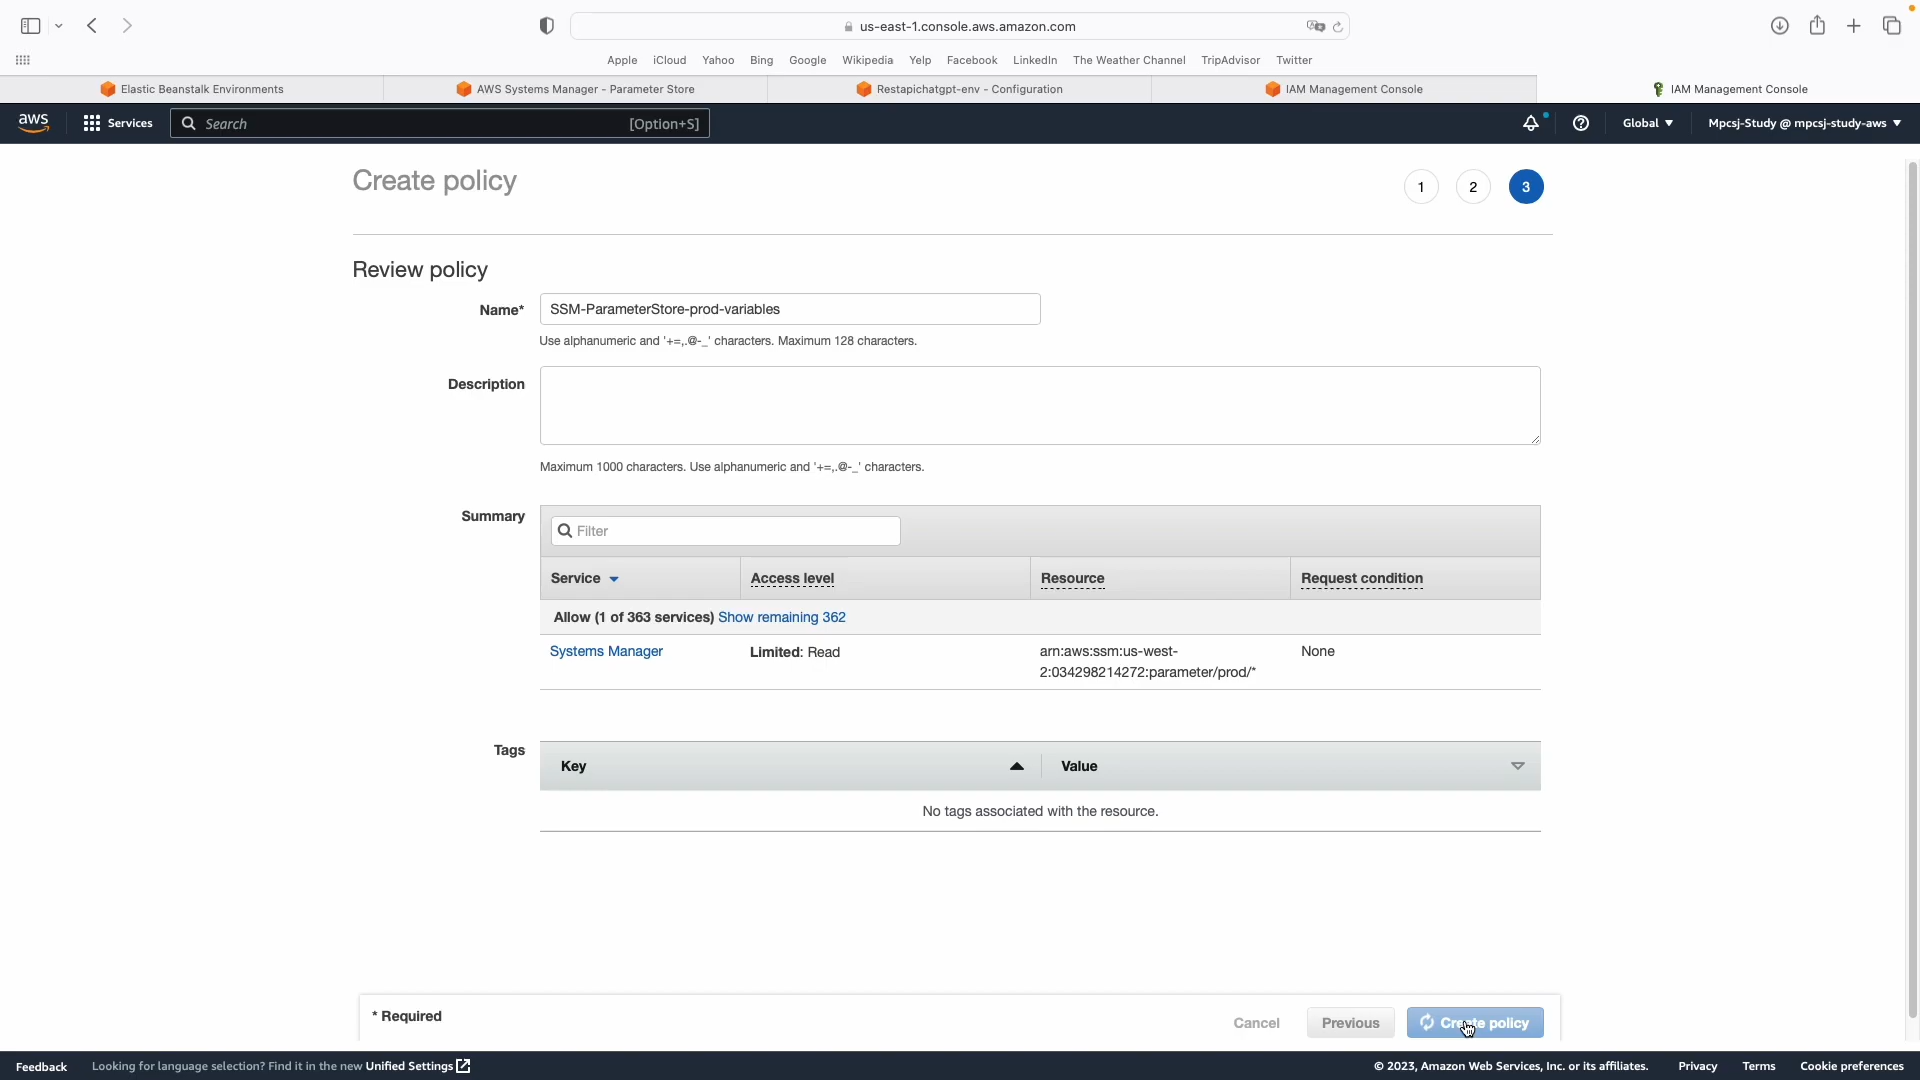 us-east-1.console.aws.amazon.com
Apple iCloud Yahoo Bing Google Wikipedia Yelp Facebook LinkedIn The Weather Channel TripAdvisor Twitter
Elastic Beanstalk Environments AWS Systems Manager - Parameter Store Restapichatgpt-env - Configuration IAM Management Console IAM Management Console
aws Services Search [Option+S] Global Mpcsj-Study @ mpcsj-study-aws
Create policy 1 2 3
Review policy
Name* SSM-ParameterStore-prod-variables
Use alphanumeric and '+=,.@-_' characters. Maximum 128 characters.
Description
Maximum 1000 characters. Use alphanumeric and '+=,.@-_' characters.
Summary
Filter
Service Access level Resource Request condition
Allow (1 of 363 services) Show remaining 362
Systems Manager Limited: Read arn:aws:ssm:us-west- None
2:034298214272:parameter/prod/*
Tags
Key Value
No tags associated with the resource.
* Required Cancel Previous Create policy
Feedback Looking for language selection? Find it in the new Unified Settings © 2023, Amazon Web Services, Inc. or its affiliates. Privacy Terms Cookie preferences